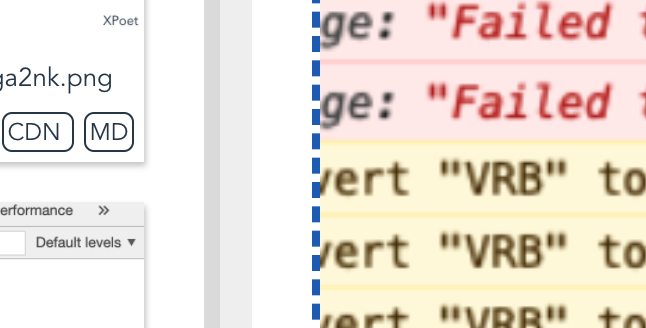 XPoet
ga2nk.png
CDN MD
erformance »
Default levels ▼
ge: "Failed
ge: "Failed
vert "VRB" to
vert "VRB" to
vert "VRB" to